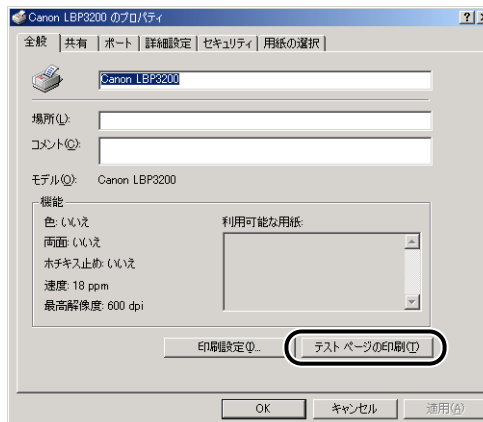 Canon LBP3200 のプロパティ
全般 共有 ポート 詳細設定 セキュリティ 用紙の選択
Canon LBP3200
場所(L):
コメント(C):
モデル(O): Canon LBP3200
機能
色: いいえ 利用可能な用紙:
両面: いいえ
ホチキス止め: いいえ
速度: 18 ppm
最高解像度: 600 dpi
印刷設定(I)... テスト ページの印刷(T)
OK キャンセル 適用(A)